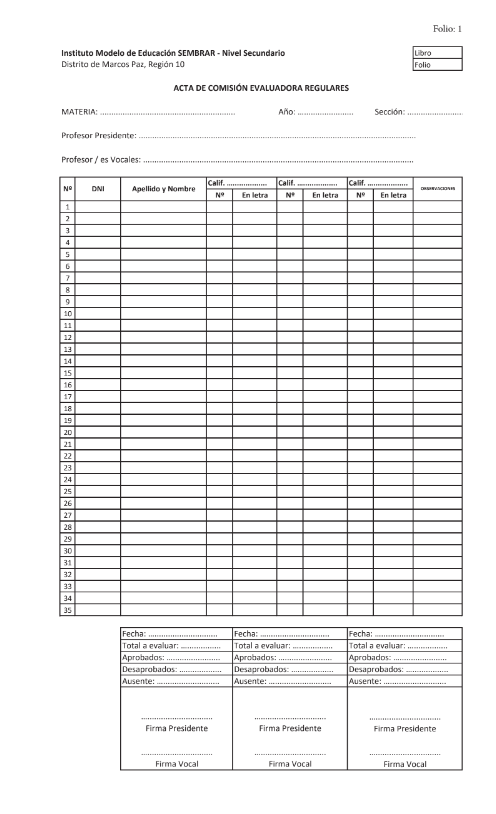 Folio: 1
Instituto Modelo de Educación SEMBRAR - Nivel Secundario
Libro
Distrito de Marcos Paz, Región 10
Folio
ACTA DE COMISIÓN EVALUADORA REGULARES
MATERIA: ........................................................ Año: ........................ Sección: ........................
Profesor Presidente: ....................................................................................................................
Profesor / es Vocales: ....................................................................................................................
Nº DNI Apellido y Nombre Calif. .................. Calif. .................. Calif. .................. OBSERVACIONES
Nº En letra Nº En letra Nº En letra
1
2
3
4
5
6
7
8
9
10
11
12
13
14
15
16
17
18
19
20
21
22
23
24
25
26
27
28
29
30
31
32
33
34
35
Fecha: .............................. Fecha: .............................. Fecha: ..............................
Total a evaluar: ................. Total a evaluar: ................. Total a evaluar: .................
Aprobados: ....................... Aprobados: ....................... Aprobados: .......................
Desaprobados: .................. Desaprobados: .................. Desaprobados: ..................
Ausente: ........................... Ausente: ........................... Ausente: ...........................
............................... ............................... ...............................
Firma Presidente Firma Presidente Firma Presidente
............................... ............................... ...............................
Firma Vocal Firma Vocal Firma Vocal